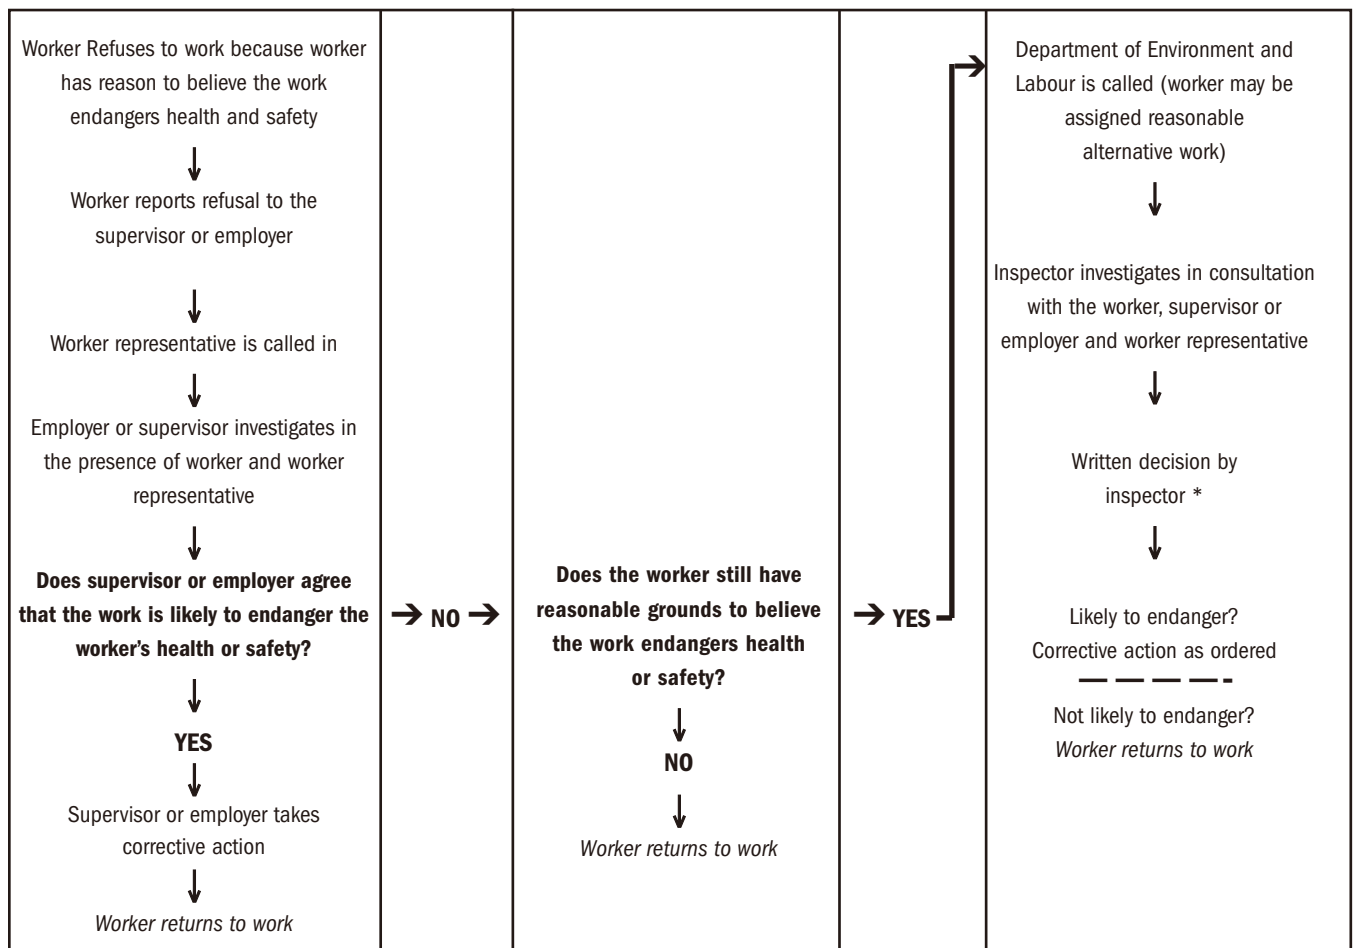 Worker Refuses to work because worker
has reason to believe the work
endangers health and safety
Worker reports refusal to the
supervisor or employer
Worker representative is called in
Employer or supervisor investigates in
the presence of worker and worker
representative
Does supervisor or employer agree
that the work is likely to endanger the
worker’s health or safety?
YES
Supervisor or employer takes
corrective action
Worker returns to work
NO
Does the worker still have
reasonable grounds to believe
the work endangers health
or safety?
NO
Worker returns to work
YES
Department of Environment and
Labour is called (worker may be
assigned reasonable
alternative work)
Inspector investigates in consultation
with the worker, supervisor or
employer and worker representative
Written decision by
inspector *
Likely to endanger?
Corrective action as ordered
Not likely to endanger?
Worker returns to work